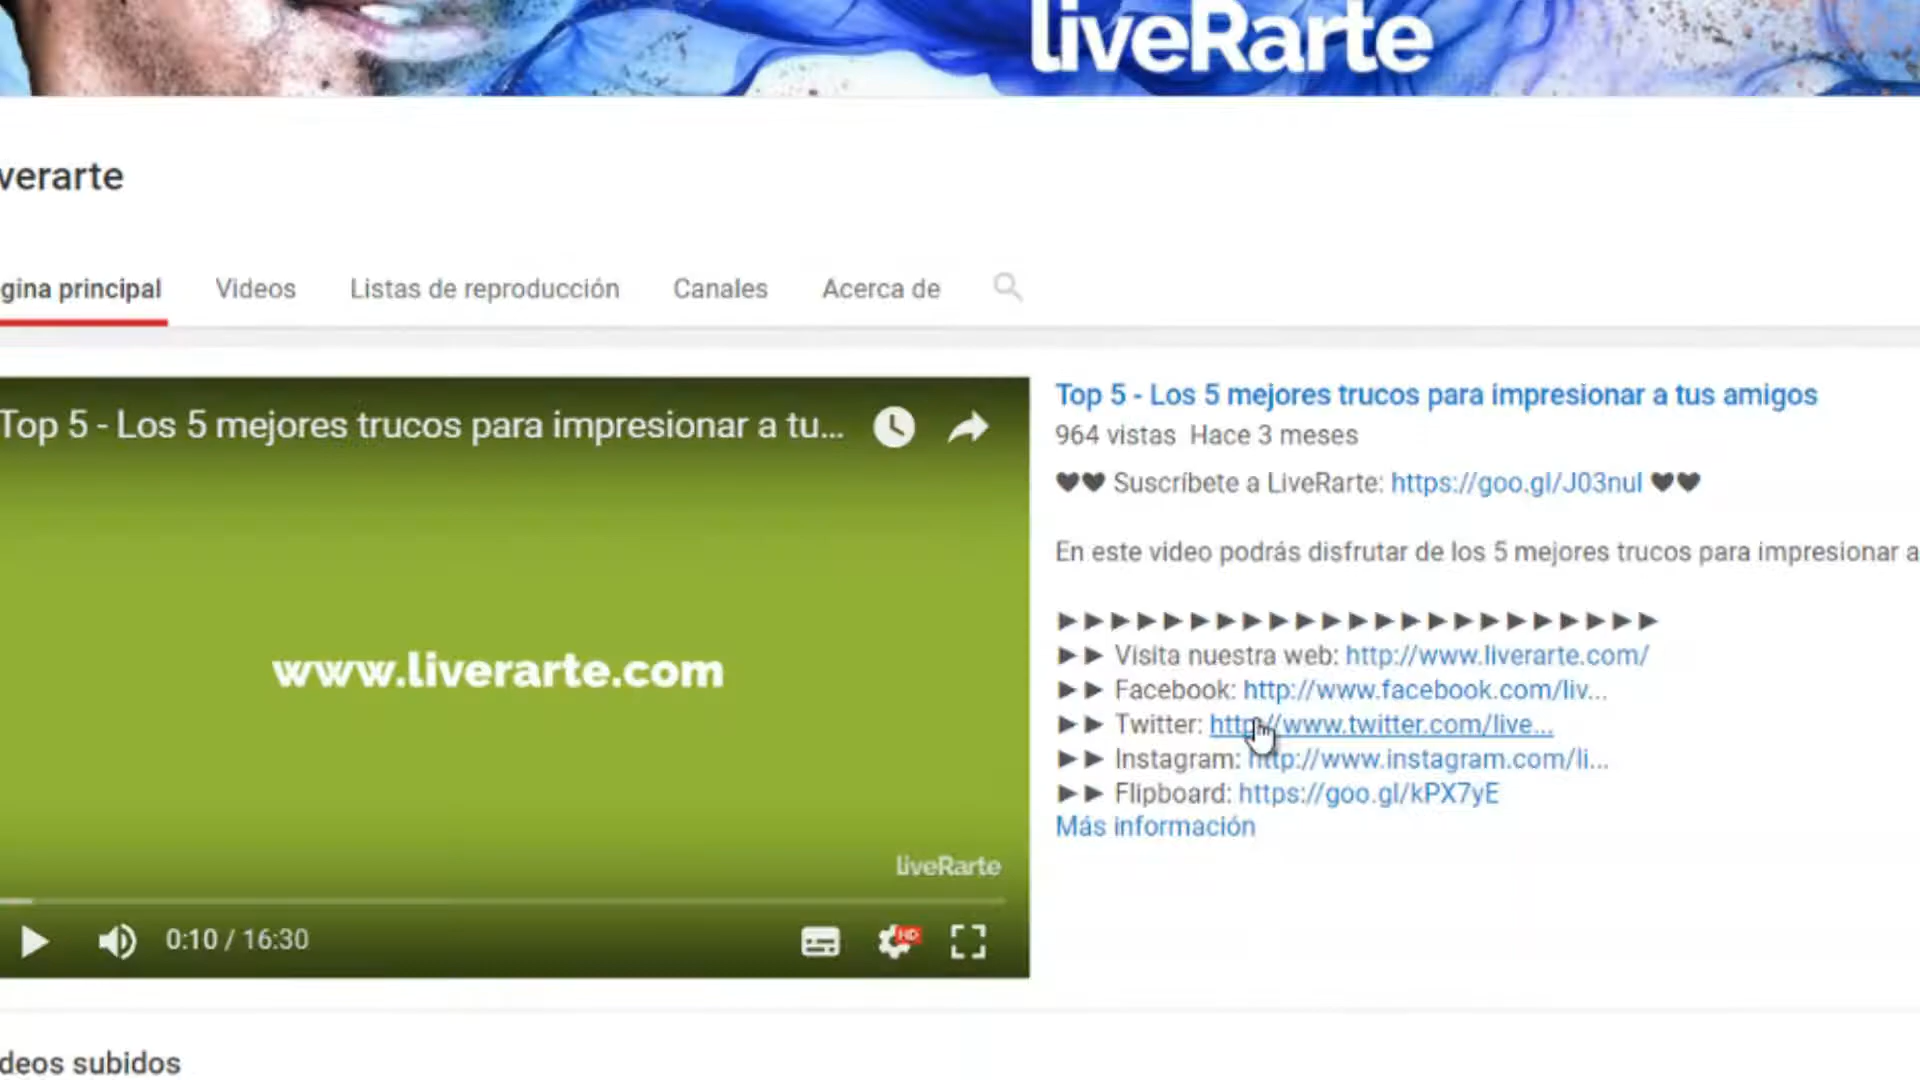 liveRarte
verarte
gina principal
Videos
Listas de reproducción
Canales
Acerca de
Top 5 - Los 5 mejores trucos para impresionar a tu...
www.liverarte.com
liveRarte
0:10 / 16:30
HD
Top 5 - Los 5 mejores trucos para impresionar a tus amigos
964 vistas Hace 3 meses
♥♥ Suscríbete a LiveRarte: https://goo.gl/J03nul ♥♥
En este video podrás disfrutar de los 5 mejores trucos para impresionar a
►►►►►►►►►►►►►►►►►►►►►►►
►► Visita nuestra web: http://www.liverarte.com/
►► Facebook: http://www.facebook.com/liv...
►► Twitter: http://www.twitter.com/live...
►► Instagram: http://www.instagram.com/li...
►► Flipboard: https://goo.gl/kPX7yE
Más información
deos subidos